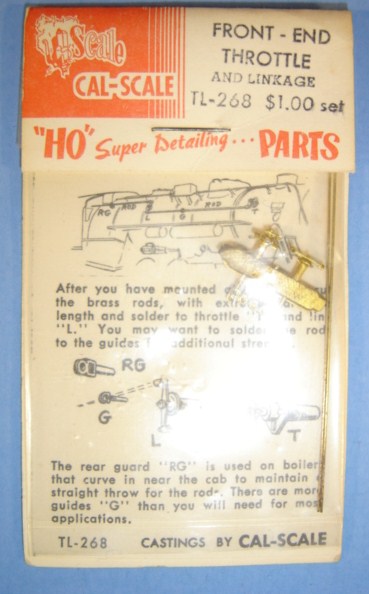 Cal Scale
CAL-SCALE
FRONT-END
THROTTLE
AND LINKAGE
TL-268 $1.00 set
"HO" Super Detailing... PARTS
RG ROD L ROD G T
After you have mounted
the brass rods, with
length and solder to throttle and
"L." You may want to solder rod
to the guides additional
RG
G
L
T
The rear guard "RG" is used on boilers
that curve in near the cab to maintain
straight throw for the rods. There are more
guides "G" than you will need for most
applications.
TL-268 CASTINGS BY CAL-SCALE